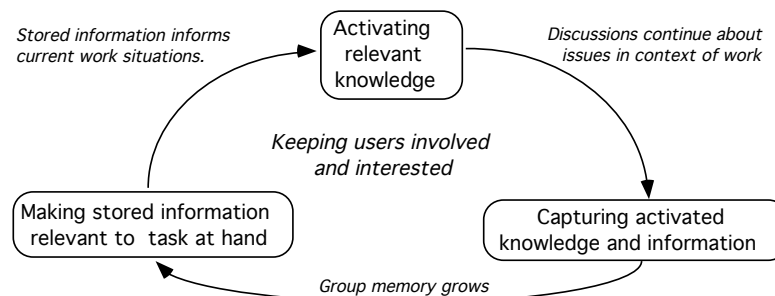 Stored information informs
current work situations.
Activating
relevant
knowledge
Discussions continue about
issues in context of work
Keeping users involved
and interested
Making stored information
relevant to task at hand
Capturing activated
knowledge and information
Group memory grows